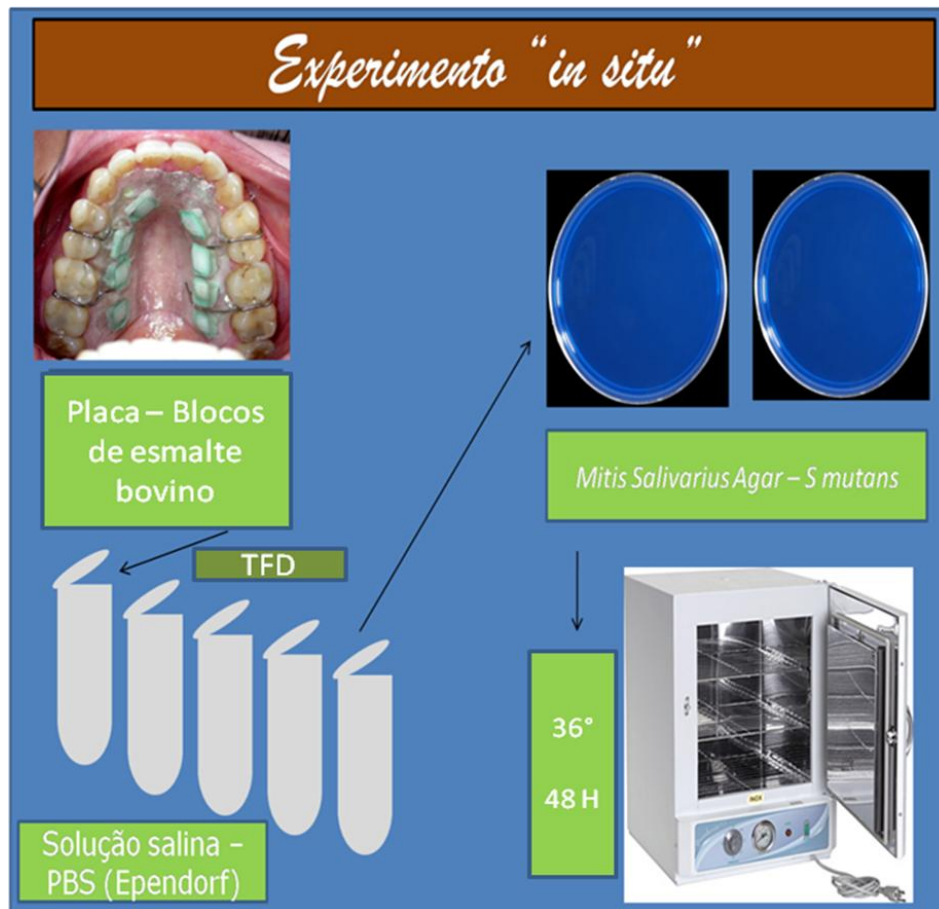 Experimento "in situ"
Placa – Blocos
de esmalte
bovino
TFD
Solução salina –
PBS (Ependorf)
Mitis Salivarius Agar – S mutans
36°
48 H